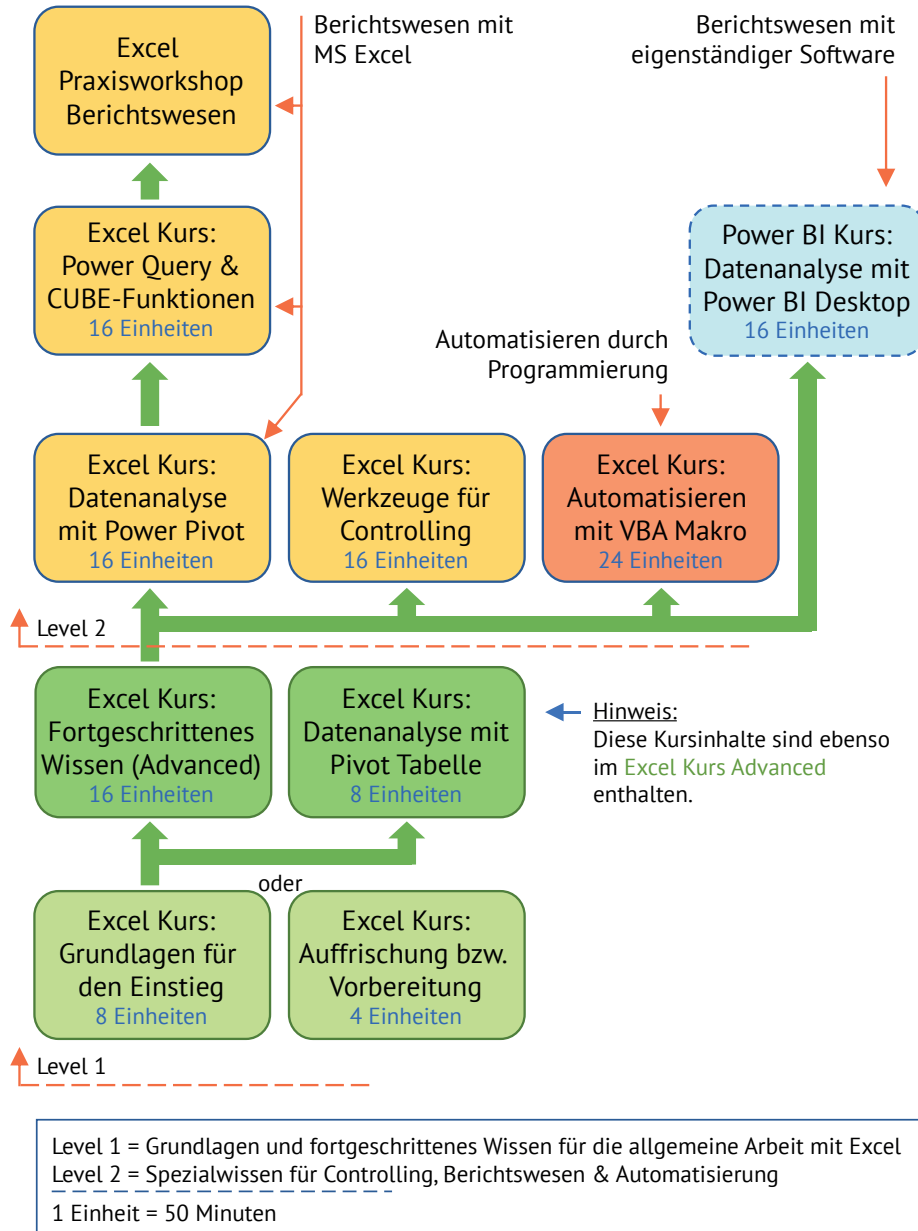 Excel
Praxisworkshop
Berichtswesen
Berichtswesen mit
MS Excel
Berichtswesen mit
eigenständiger Software
Excel Kurs:
Power Query &
CUBE-Funktionen
16 Einheiten
Power BI Kurs:
Datenanalyse mit
Power BI Desktop
16 Einheiten
Automatisieren durch
Programmierung
Excel Kurs:
Datenanalyse
mit Power Pivot
16 Einheiten
Excel Kurs:
Werkzeuge für
Controlling
16 Einheiten
Excel Kurs:
Automatisieren
mit VBA Makro
24 Einheiten
Level 2
Excel Kurs:
Fortgeschrittenes
Wissen (Advanced)
16 Einheiten
Excel Kurs:
Datenanalyse mit
Pivot Tabelle
8 Einheiten
Hinweis:
Diese Kursinhalte sind ebenso
im Excel Kurs Advanced
enthalten.
oder
Excel Kurs:
Grundlagen für
den Einstieg
8 Einheiten
Excel Kurs:
Auffrischung bzw.
Vorbereitung
4 Einheiten
Level 1
Level 1 = Grundlagen und fortgeschrittenes Wissen für die allgemeine Arbeit mit Excel
Level 2 = Spezialwissen für Controlling, Berichtswesen & Automatisierung
1 Einheit = 50 Minuten